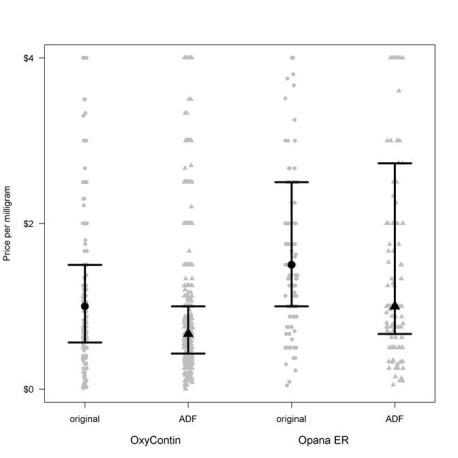 $4
$2
$0
Price per milligram
original
ADF
original
ADF
OxyContin
Opana ER